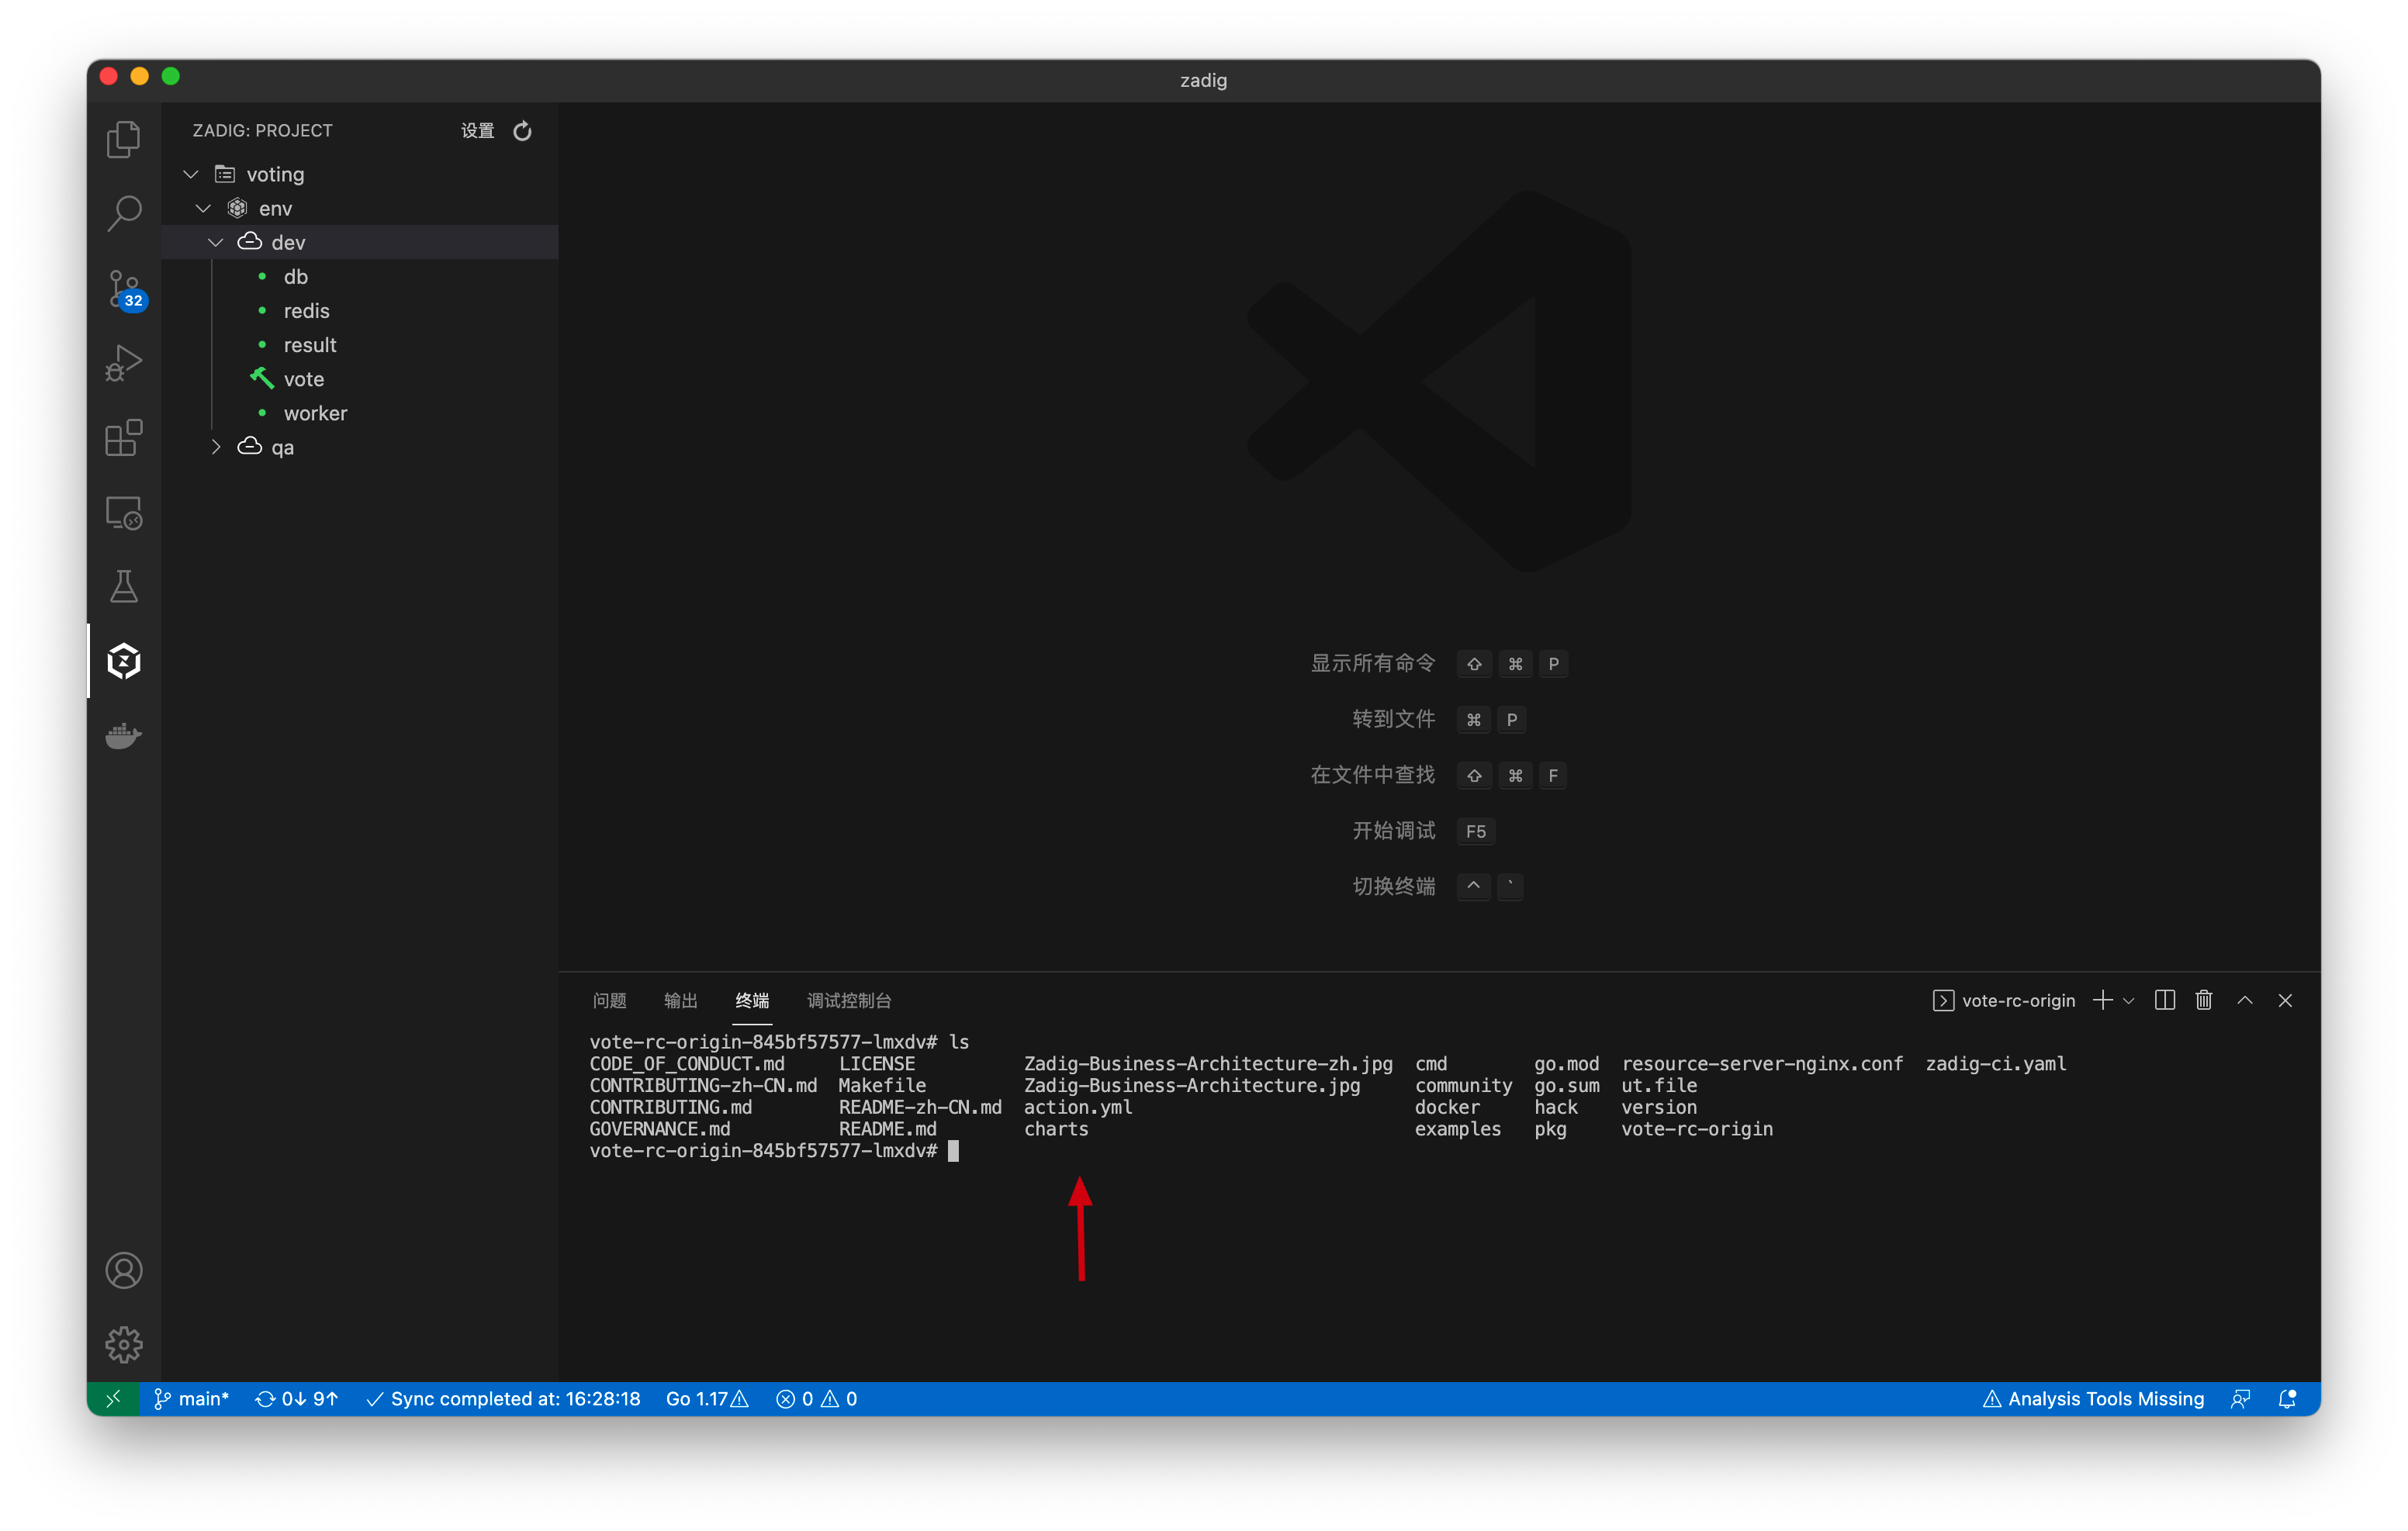 zadig
ZADIG: PROJECT 设置
voting
env
dev
db
redis
result
vote
worker
qa
32
显示所有命令 ⇧ ⌘ P
转到文件 ⌘ P
在文件中查找 ⇧ ⌘ F
开始调试 F5
切换终端 ^ `
问题 输出 终端 调试控制台 vote-rc-origin
vote-rc-origin-845bf57577-lmxdv# ls
CODE_OF_CONDUCT.md LICENSE Zadig-Business-Architecture-zh.jpg cmd go.mod resource-server-nginx.conf zadig-ci.yaml
CONTRIBUTING-zh-CN.md Makefile Zadig-Business-Architecture.jpg community go.sum ut.file
CONTRIBUTING.md README-zh-CN.md action.yml docker hack version
GOVERNANCE.md README.md charts examples pkg vote-rc-origin
vote-rc-origin-845bf57577-lmxdv#
main* 0↓ 9↑ Sync completed at: 16:28:18 Go 1.17 0 0 Analysis Tools Missing